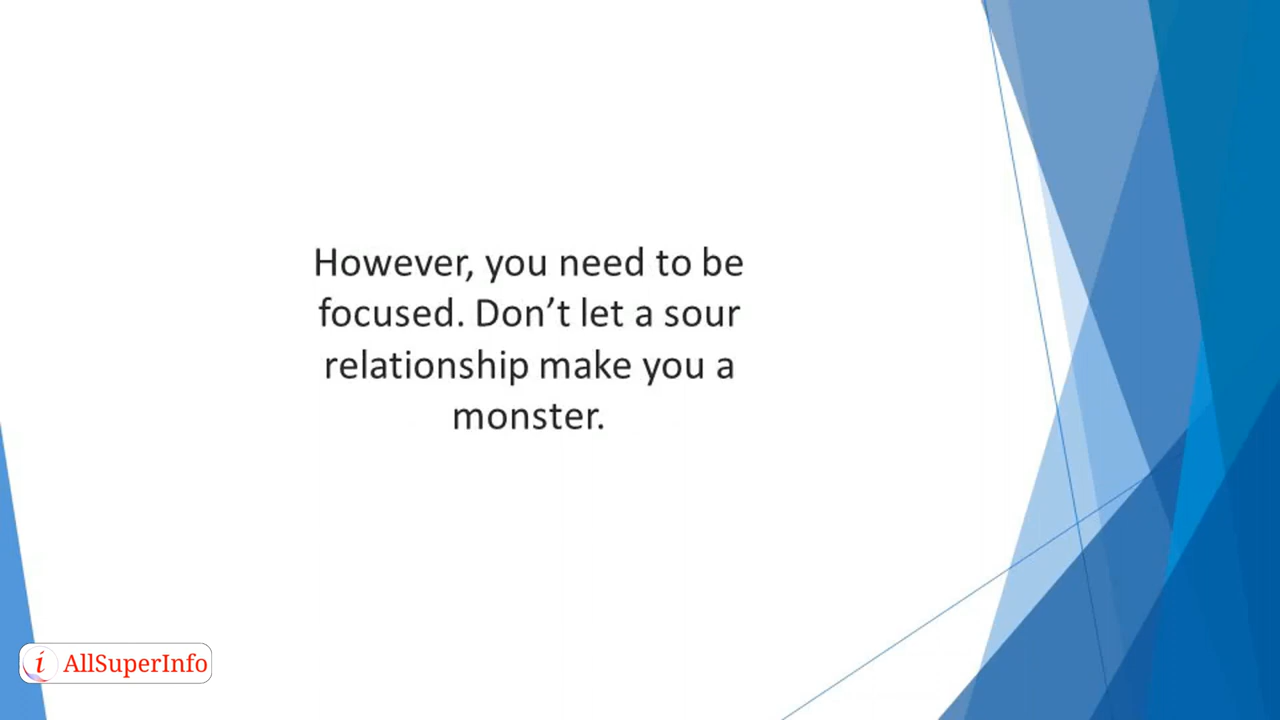 However, you need to be
focused. Don’t let a sour
relationship make you a
monster.
i AllSuperInfo